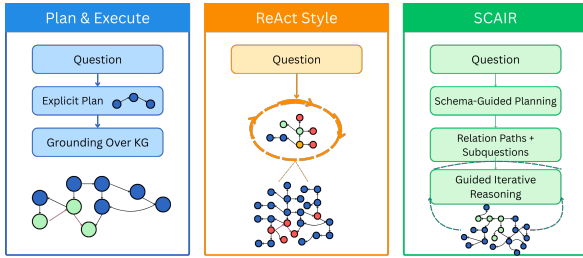 Plan & Execute
Question
Explicit Plan
Grounding Over KG
ReAct Style
Question
SCAIR
Question
Schema-Guided Planning
Relation Paths +
Subquestions
Guided Iterative
Reasoning